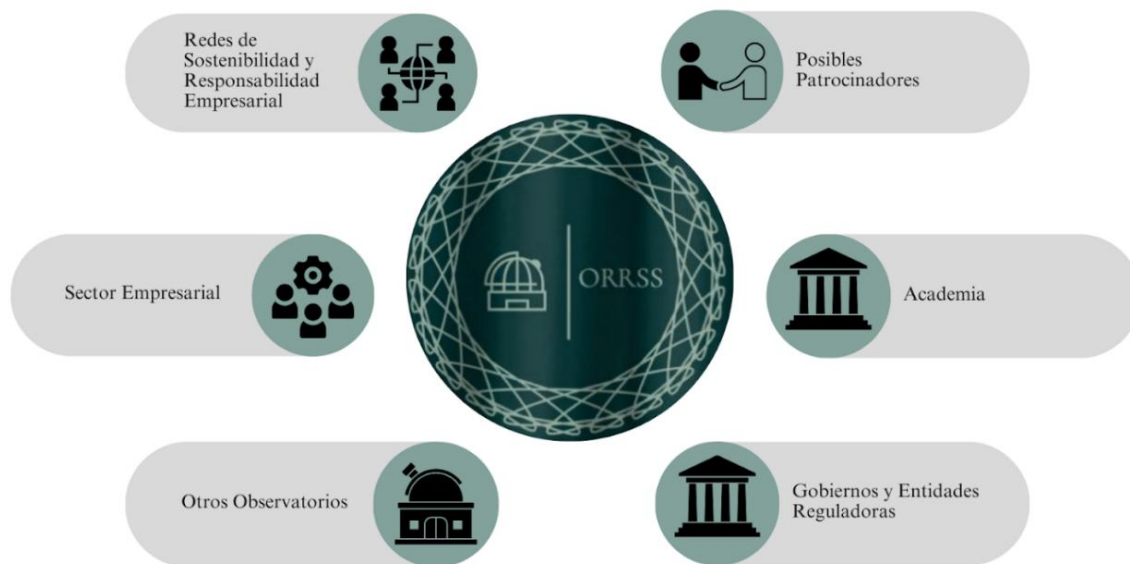 Redes de
Sostenibilidad y
Responsabilidad
Empresarial
Posibles
Patrocinadores
Sector Empresarial
ORRSS
Academia
Otros Observatorios
Gobiernos y Entidades
Reguladoras